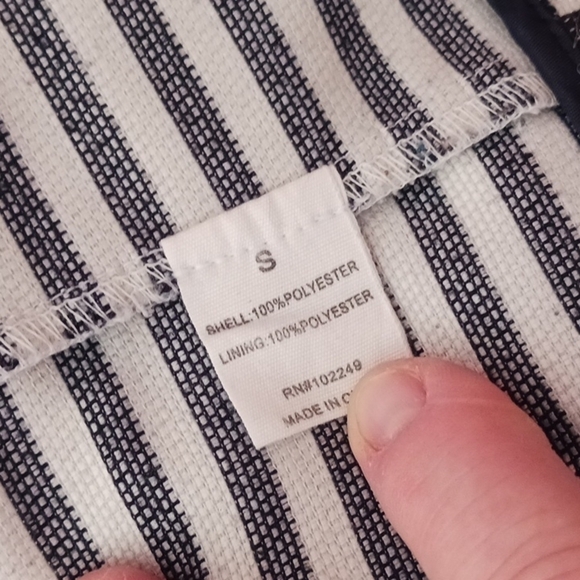 S
SHELL:100%POLYESTER
LINING:100%POLYESTER
RN#102249
MADE IN